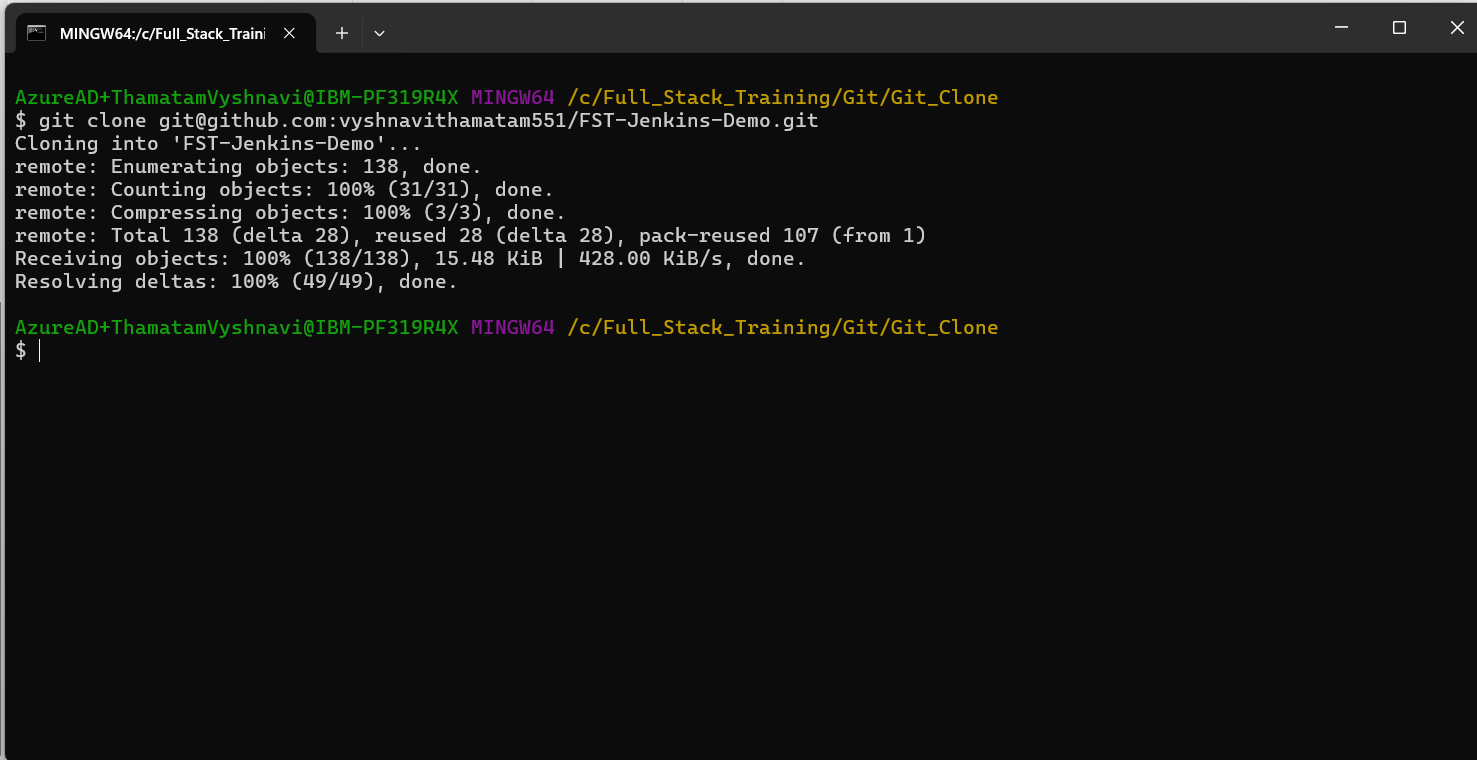 MINGW64:/c/Full_Stack_Traini
AzureAD+ThamatamVyshnavi@IBM-PF319R4X MINGW64 /c/Full_Stack_Training/Git/Git_Clone
$ git clone git@github.com:vyshnavithamatam551/FST-Jenkins-Demo.git
Cloning into 'FST-Jenkins-Demo'...
remote: Enumerating objects: 138, done.
remote: Counting objects: 100% (31/31), done.
remote: Compressing objects: 100% (3/3), done.
remote: Total 138 (delta 28), reused 28 (delta 28), pack-reused 107 (from 1)
Receiving objects: 100% (138/138), 15.48 KiB | 428.00 KiB/s, done.
Resolving deltas: 100% (49/49), done.
AzureAD+ThamatamVyshnavi@IBM-PF319R4X MINGW64 /c/Full_Stack_Training/Git/Git_Clone
$